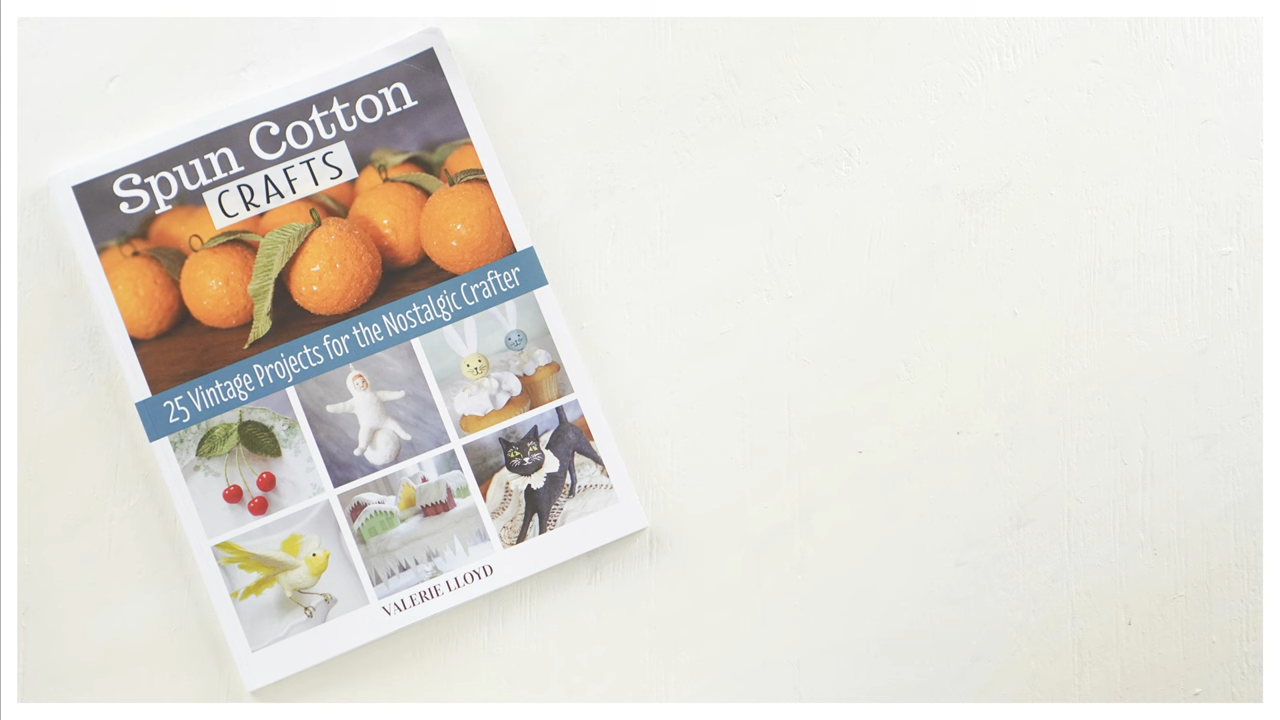 Spun Cotton
CRAFTS
25 Vintage Projects for the Nostalgic Crafter
VALERIE LLOYD